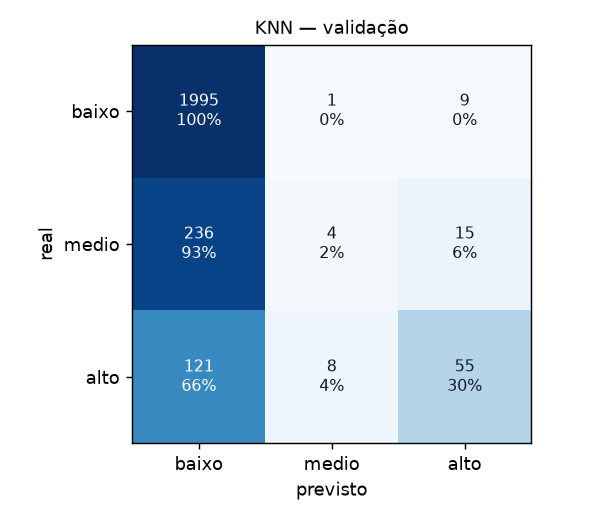 KNN — validação
baixo
1995
100%
1
0%
9
0%
real
medio
236
93%
4
2%
15
6%
alto
121
66%
8
4%
55
30%
baixo
medio
alto
previsto